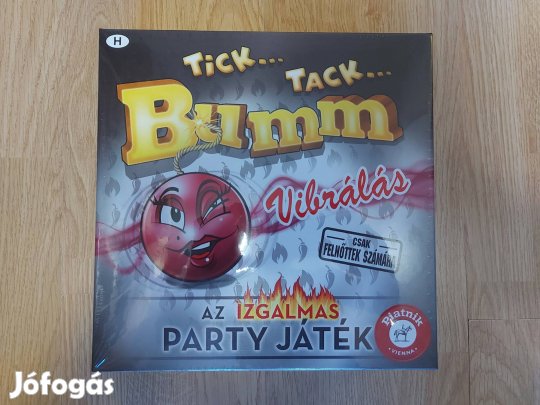 H
TiCK...
TACK...
Bumm
Vibrálás
CSAK
FELNŐTTEK SZÁMÁRA
AZ IZGALMAS
PARTY JÁTÉK
Piatnik
VIENNA
Jófogás